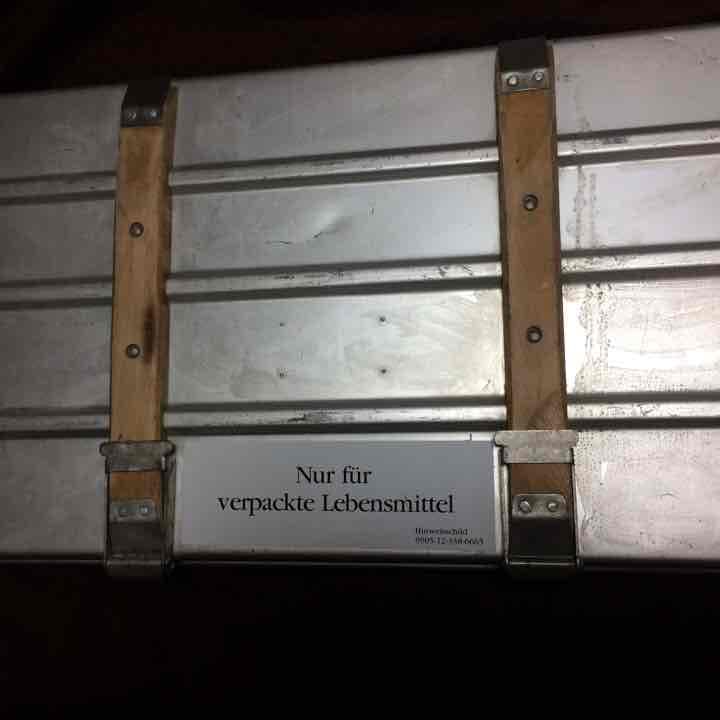 Nur für
verpackte Lebensmittel
Hinweisschild